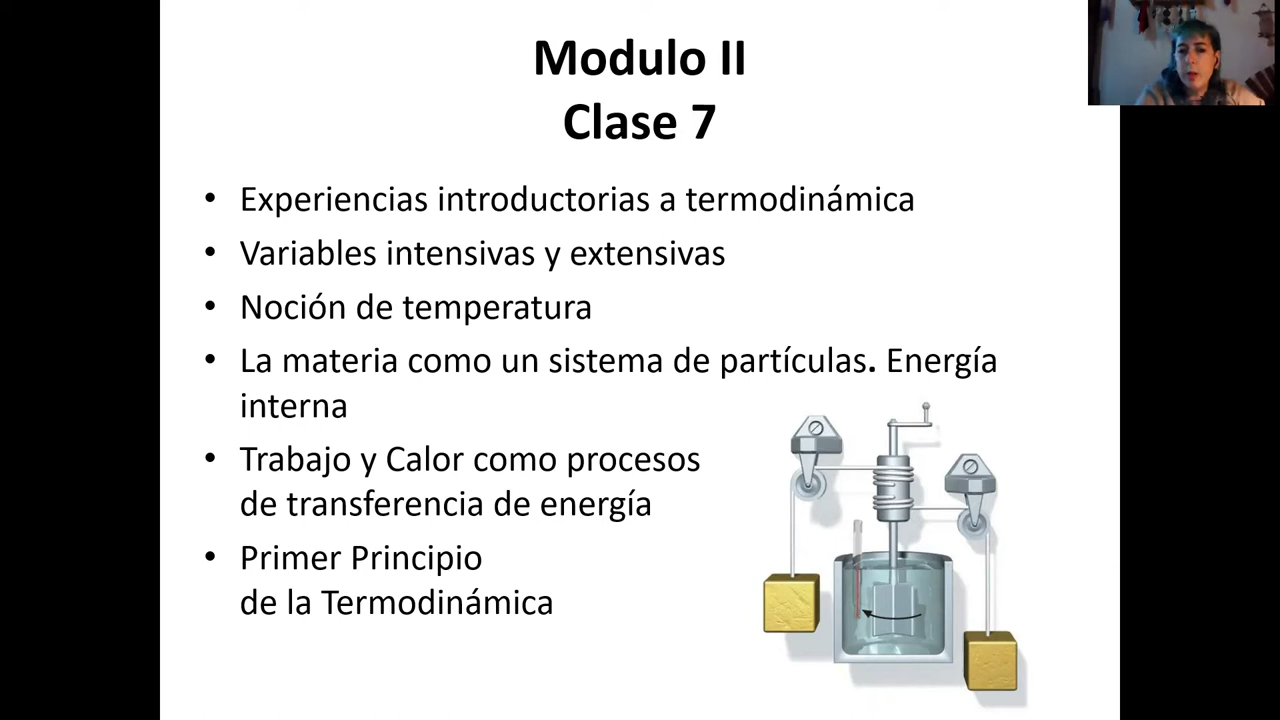 Modulo II
Clase 7
• Experiencias introductorias a termodinámica
• Variables intensivas y extensivas
• Noción de temperatura
• La materia como un sistema de partículas. Energía
interna
• Trabajo y Calor como procesos
de transferencia de energía
• Primer Principio
de la Termodinámica